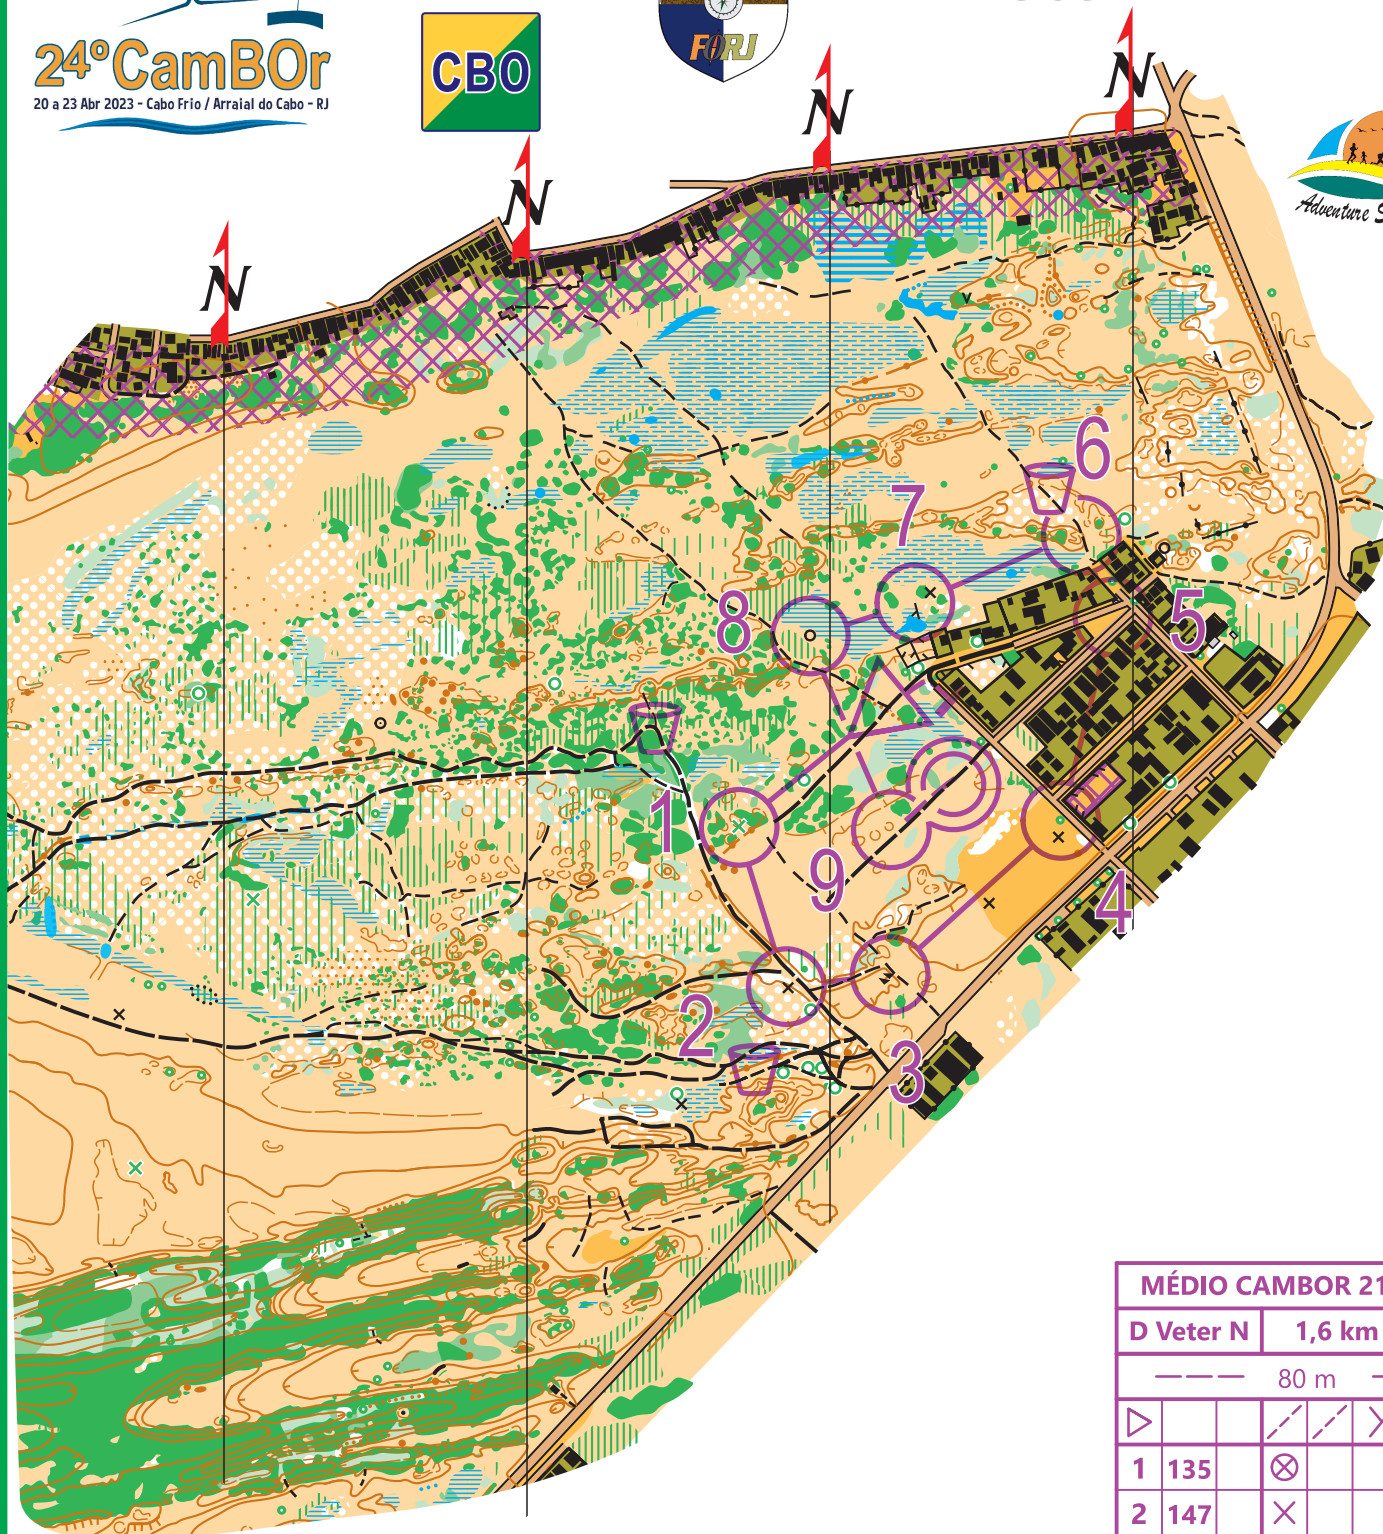 24ºCamBOr
20 a 23 Abr 2023 - Cabo Frio / Arraial do Cabo - RJ
CBO
FORJ
N
N
N
N
Adventure S
6
7
5
8
1
9
4
2
3
MÉDIO CAMBOR 21
D Veter N 1,6 km
80 m
1 135
2 147